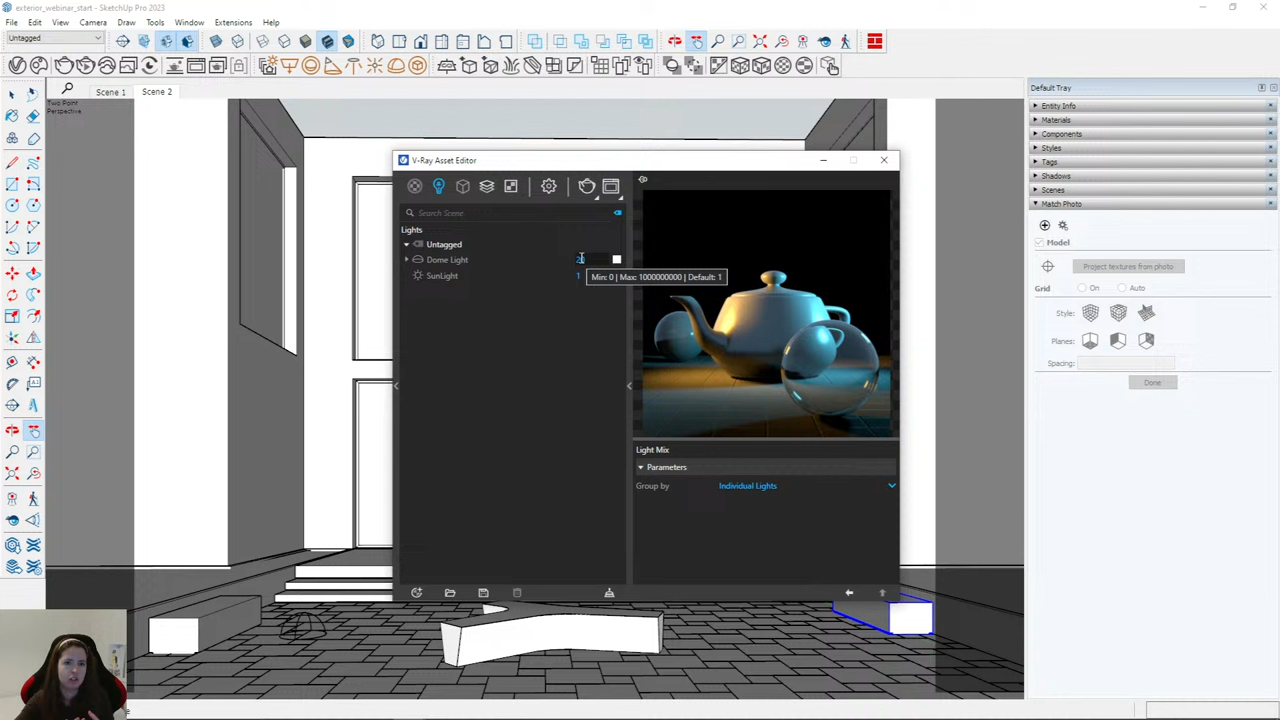 exterior_webinar_start - SketchUp Pro 2023
File Edit View Camera Draw Tools Window Extensions Help
Untagged
Scene 1 Scene 2
Two Point
Perspective
V-Ray Asset Editor
Search Scene
Lights
Untagged
Dome Light
SunLight 1
Min: 0 | Max: 1000000000 | Default: 1
Light Mix
Parameters
Group by Individual Lights
Default Tray
Entity Info
Materials
Components
Styles
Tags
Shadows
Scenes
Match Photo
Model
Project textures from photo
Grid On Auto
Style:
Planes:
Spacing:
Done